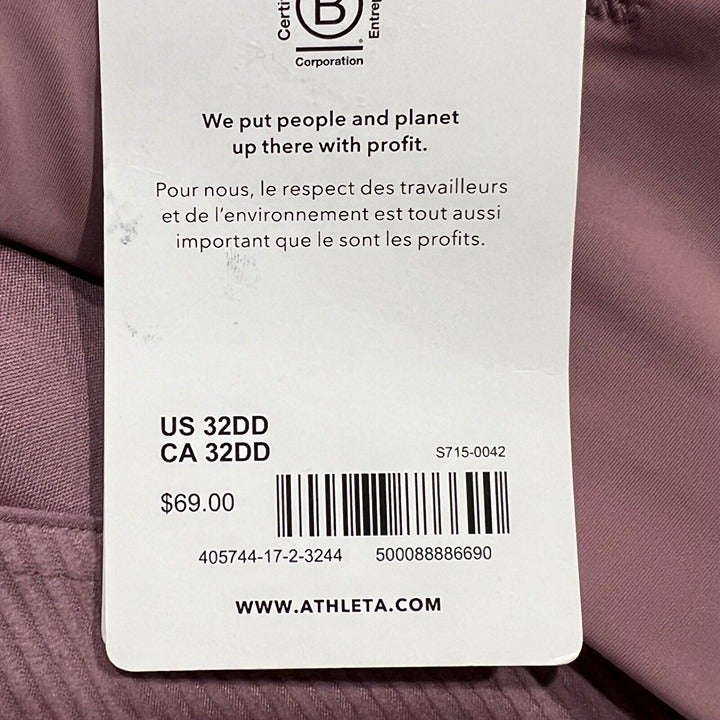 B
Corporation
We put people and planet
up there with profit.
Pour nous, le respect des travailleurs
et de l'environnement est tout aussi
important que le sont les profits.
US 32DD
CA 32DD
S715-0042
$69.00
405744-17-2-3244 500088886690
WWW.ATHLETA.COM